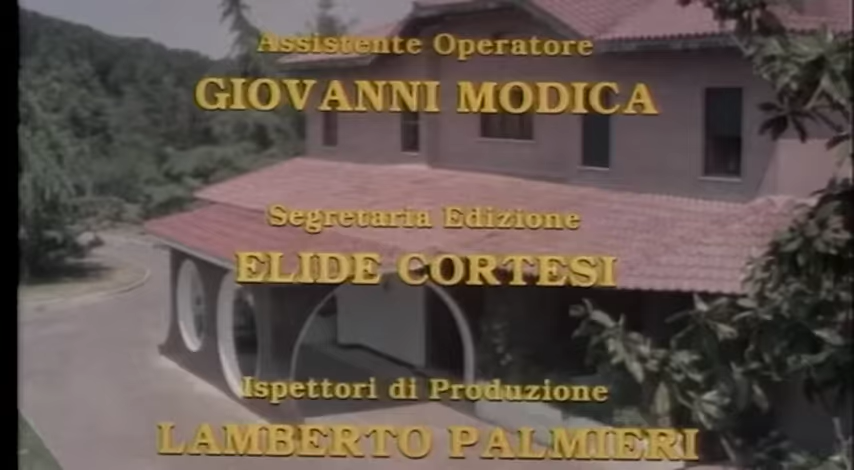 Assistente Operatore
GIOVANNI MODICA
Segretaria Edizione
ELIDE CORTESI
Ispettori di Produzione
LAMBERTO PALMIERI